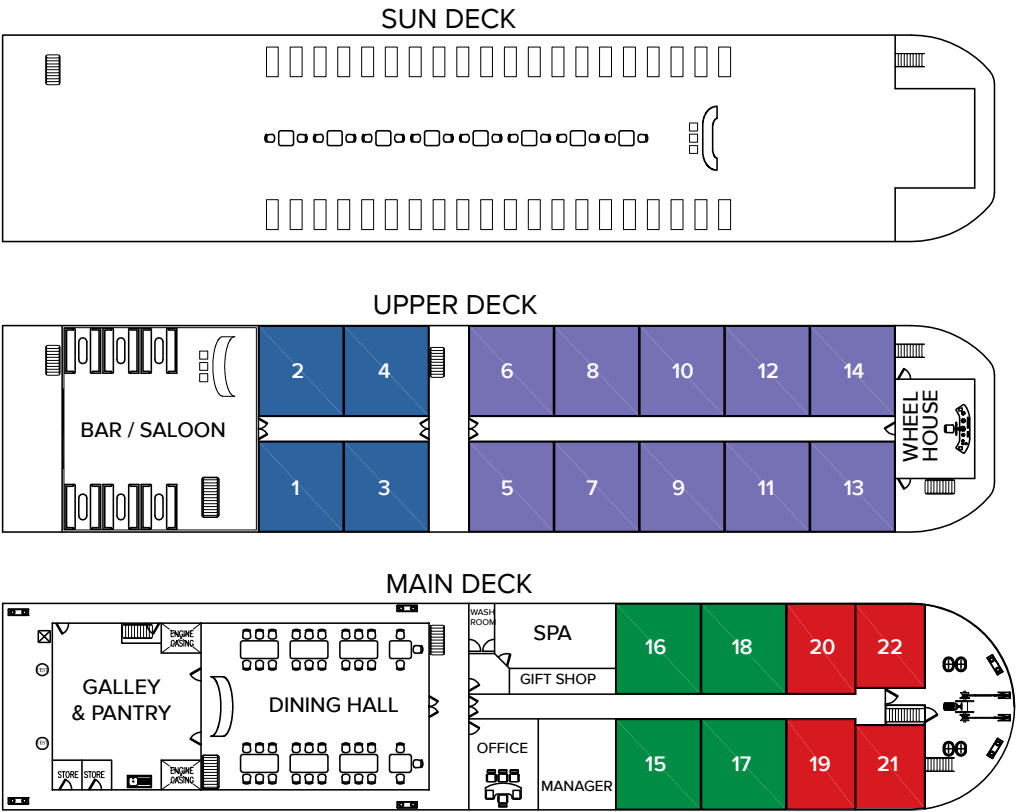 SUN DECK
UPPER DECK
2 4 6 8 10 12 14
BAR / SALOON
WHEEL
HOUSE
1 3 5 7 9 11 13
MAIN DECK
WASH
ROOM
ENGINE
CASING
SPA
16 18 20 22
GIFT SHOP
GALLEY
& PANTRY
DINING HALL
OFFICE
15 17 19 21
STORE STORE
ENGINE
CASING
MANAGER